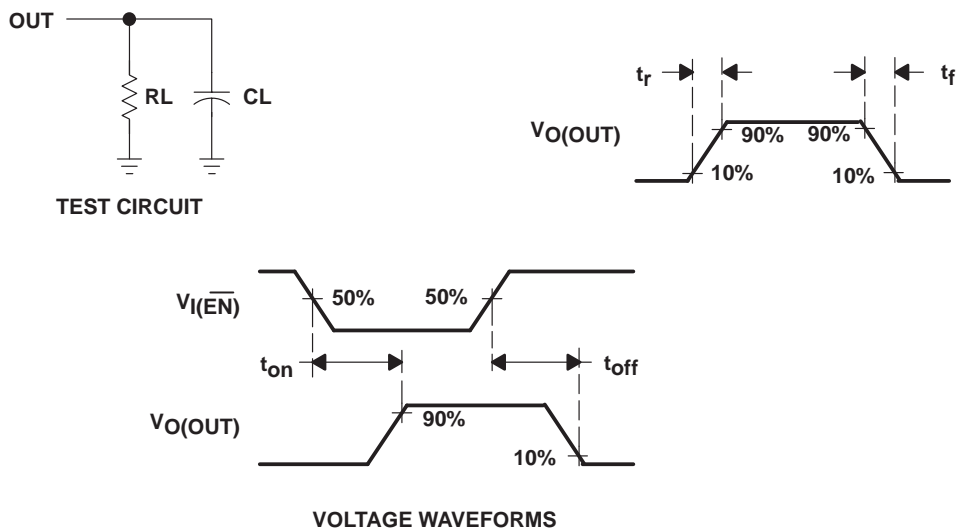 OUT
RL CL
TEST CIRCUIT
tr tf
VO(OUT) 90% 90%
10% 10%
VI(E̅N̅) 50% 50%
ton toff
VO(OUT) 90%
10%
VOLTAGE WAVEFORMS